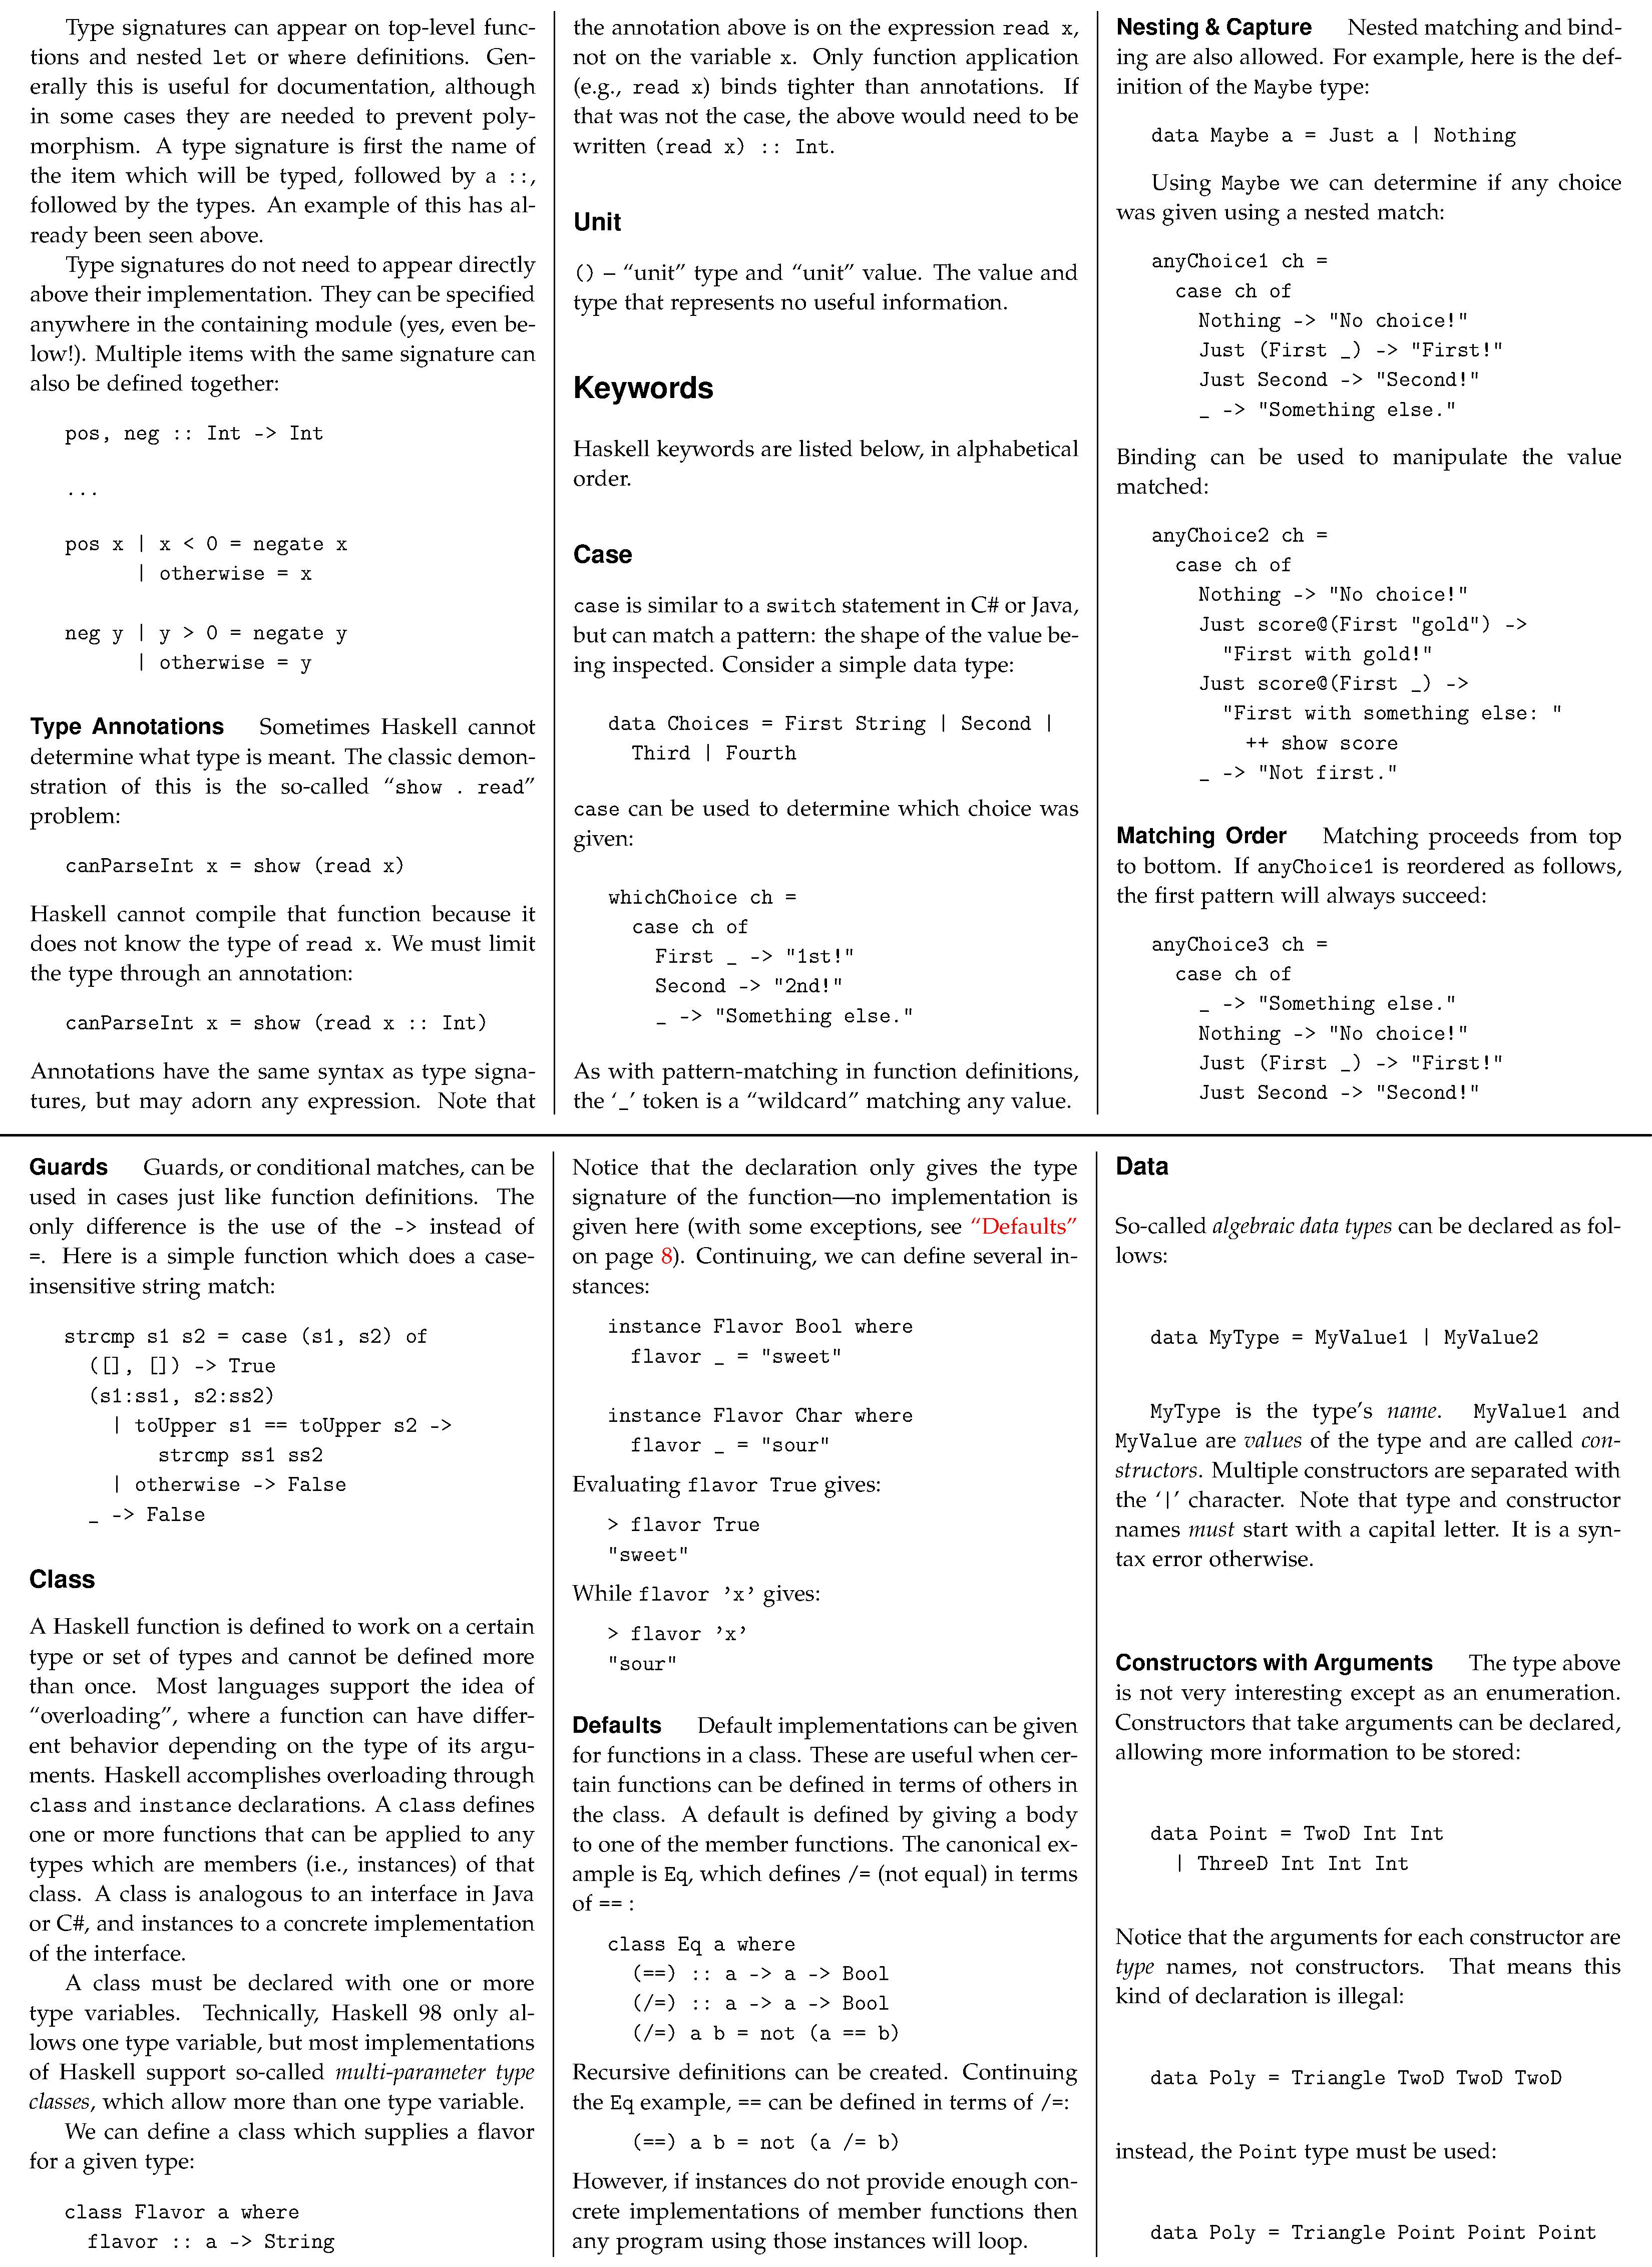 Type signatures can appear on top-level func-
tions and nested let or where definitions. Gen-
erally this is useful for documentation, although
in some cases they are needed to prevent poly-
morphism. A type signature is first the name of
the item which will be typed, followed by a ::,
followed by the types. An example of this has al-
ready been seen above.
Type signatures do not need to appear directly
above their implementation. They can be specified
anywhere in the containing module (yes, even be-
low!). Multiple items with the same signature can
also be defined together:
pos, neg :: Int -> Int
...
pos x | x < 0 = negate x
| otherwise = x
neg y | y > 0 = negate y
| otherwise = y
Type Annotations Sometimes Haskell cannot
determine what type is meant. The classic demon-
stration of this is the so-called “show . read”
problem:
canParseInt x = show (read x)
Haskell cannot compile that function because it
does not know the type of read x. We must limit
the type through an annotation:
canParseInt x = show (read x :: Int)
Annotations have the same syntax as type signa-
tures, but may adorn any expression. Note that
the annotation above is on the expression read x,
not on the variable x. Only function application
(e.g., read x) binds tighter than annotations. If
that was not the case, the above would need to be
written (read x) :: Int.
Unit
() – “unit” type and “unit” value. The value and
type that represents no useful information.
Keywords
Haskell keywords are listed below, in alphabetical
order.
Case
case is similar to a switch statement in C# or Java,
but can match a pattern: the shape of the value be-
ing inspected. Consider a simple data type:
data Choices = First String | Second |
Third | Fourth
case can be used to determine which choice was
given:
whichChoice ch =
case ch of
First _ -> "1st!"
Second -> "2nd!"
_ -> "Something else."
As with pattern-matching in function definitions,
the ‘_’ token is a “wildcard” matching any value.
Nesting & Capture Nested matching and bind-
ing are also allowed. For example, here is the def-
inition of the Maybe type:
data Maybe a = Just a | Nothing
Using Maybe we can determine if any choice
was given using a nested match:
anyChoice1 ch =
case ch of
Nothing -> "No choice!"
Just (First _) -> "First!"
Just Second -> "Second!"
_ -> "Something else."
Binding can be used to manipulate the value
matched:
anyChoice2 ch =
case ch of
Nothing -> "No choice!"
Just score@(First "gold") ->
"First with gold!"
Just score@(First _) ->
"First with something else: "
++ show score
_ -> "Not first."
Matching Order Matching proceeds from top
to bottom. If anyChoice1 is reordered as follows,
the first pattern will always succeed:
anyChoice3 ch =
case ch of
_ -> "Something else."
Nothing -> "No choice!"
Just (First _) -> "First!"
Just Second -> "Second!"
Guards Guards, or conditional matches, can be
used in cases just like function definitions. The
only difference is the use of the -> instead of
=. Here is a simple function which does a case-
insensitive string match:
strcmp s1 s2 = case (s1, s2) of
([], []) -> True
(s1:ss1, s2:ss2)
| toUpper s1 == toUpper s2 ->
strcmp ss1 ss2
| otherwise -> False
_ -> False
Class
A Haskell function is defined to work on a certain
type or set of types and cannot be defined more
than once. Most languages support the idea of
“overloading”, where a function can have differ-
ent behavior depending on the type of its argu-
ments. Haskell accomplishes overloading through
class and instance declarations. A class defines
one or more functions that can be applied to any
types which are members (i.e., instances) of that
class. A class is analogous to an interface in Java
or C#, and instances to a concrete implementation
of the interface.
A class must be declared with one or more
type variables. Technically, Haskell 98 only al-
lows one type variable, but most implementations
of Haskell support so-called multi-parameter type
classes, which allow more than one type variable.
We can define a class which supplies a flavor
for a given type:
class Flavor a where
flavor :: a -> String
Notice that the declaration only gives the type
signature of the function—no implementation is
given here (with some exceptions, see “Defaults”
on page 8). Continuing, we can define several in-
stances:
instance Flavor Bool where
flavor _ = "sweet"
instance Flavor Char where
flavor _ = "sour"
Evaluating flavor True gives:
> flavor True
"sweet"
While flavor ’x’ gives:
> flavor ’x’
"sour"
Defaults Default implementations can be given
for functions in a class. These are useful when cer-
tain functions can be defined in terms of others in
the class. A default is defined by giving a body
to one of the member functions. The canonical ex-
ample is Eq, which defines /= (not equal) in terms
of == :
class Eq a where
(==) :: a -> a -> Bool
(/=) :: a -> a -> Bool
(/=) a b = not (a == b)
Recursive definitions can be created. Continuing
the Eq example, == can be defined in terms of /=:
(==) a b = not (a /= b)
However, if instances do not provide enough con-
crete implementations of member functions then
any program using those instances will loop.
Data
So-called algebraic data types can be declared as fol-
lows:
data MyType = MyValue1 | MyValue2
MyType is the type’s name. MyValue1 and
MyValue are values of the type and are called con-
structors. Multiple constructors are separated with
the ‘|’ character. Note that type and constructor
names must start with a capital letter. It is a syn-
tax error otherwise.
Constructors with Arguments The type above
is not very interesting except as an enumeration.
Constructors that take arguments can be declared,
allowing more information to be stored:
data Point = TwoD Int Int
| ThreeD Int Int Int
Notice that the arguments for each constructor are
type names, not constructors. That means this
kind of declaration is illegal:
data Poly = Triangle TwoD TwoD TwoD
instead, the Point type must be used:
data Poly = Triangle Point Point Point